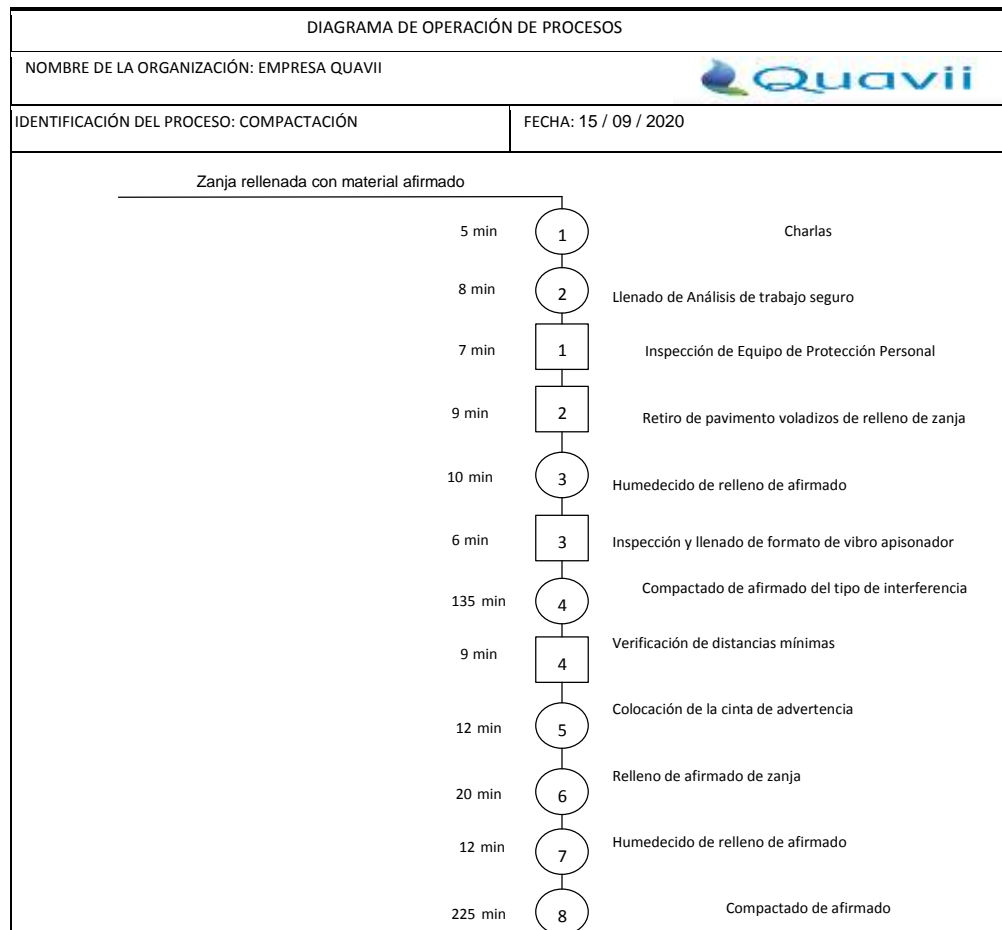 DIAGRAMA DE OPERACIÓN DE PROCESOS
NOMBRE DE LA ORGANIZACIÓN: EMPRESA QUAVII
Quavii
IDENTIFICACIÓN DEL PROCESO: COMPACTACIÓN
FECHA: 15 / 09 / 2020
Zanja rellenada con material afirmado
5 min 1 Charlas
8 min 2 Llenado de Análisis de trabajo seguro
7 min 1 Inspección de Equipo de Protección Personal
9 min 2 Retiro de pavimento voladizos de relleno de zanja
10 min 3 Humedecido de relleno de afirmado
6 min 3 Inspección y llenado de formato de vibro apisonador
135 min 4 Compactado de afirmado del tipo de interferencia
9 min 4 Verificación de distancias mínimas
12 min 5 Colocación de la cinta de advertencia
20 min 6 Relleno de afirmado de zanja
12 min 7 Humedecido de relleno de afirmado
225 min 8 Compactado de afirmado